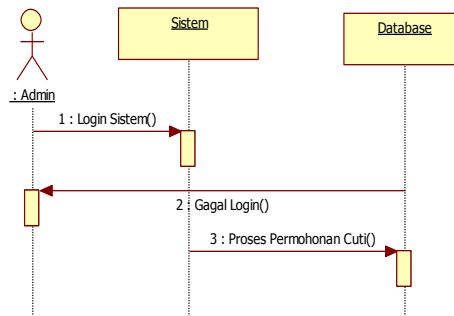 Sistem
Database
: Admin
1 : Login Sistem()
2 : Gagal Login()
3 : Proses Permohonan Cuti()